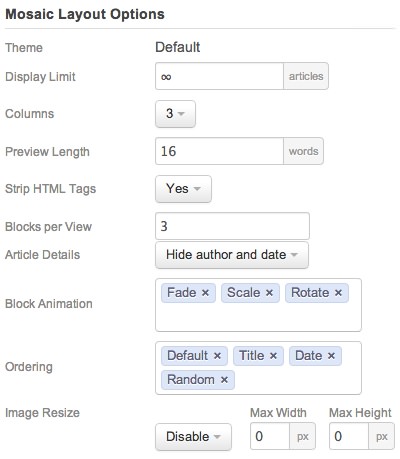 Mosaic Layout Options
Theme Default
Display Limit ∞ articles
Columns 3
Preview Length 16 words
Strip HTML Tags Yes
Blocks per View 3
Article Details Hide author and date
Block Animation Fade × Scale × Rotate ×
Ordering Default × Title × Date ×
Random ×
Image Resize Max Width Max Height
Disable 0 px 0 px